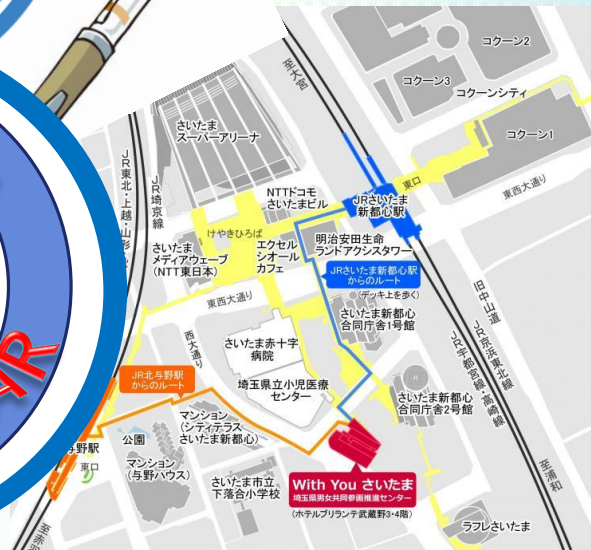 コクーン2
コクーン3
コクーンシティ
コクーン1
至大宮
さいたま
スーパーアリーナ
JR東北・上越・山形
JR埼京線
NTTドコモ
さいたまビル
JRさいたま
新都心駅
東口
東西大通り
けやきひろば
さいたま
メディアウェーブ
(NTT東日本)
エクセル
シオール
カフェ
明治安田生命
ランドアクシスタワー
JRさいたま新都心駅
からのルート
(デッキ上を歩く)
東西大通り
西大通り
さいたま新都心
合同庁舎1号館
旧中山道
JR京浜東北線
JR宇都宮線・高崎線
さいたま赤十字
病院
埼玉県立小児医療
センター
JR北与野駅
からのルート
H
さいたま新都心
合同庁舎2号館
マンション
(シティテラス
さいたま新都心)
公園
与野駅
東口
マンション
(与野ハウス)
さいたま市立
下落合小学校
With You さいたま
埼玉県男女共同参画推進センター
(ホテルブリランテ武蔵野3・4階)
至浦和
ラフレさいたま